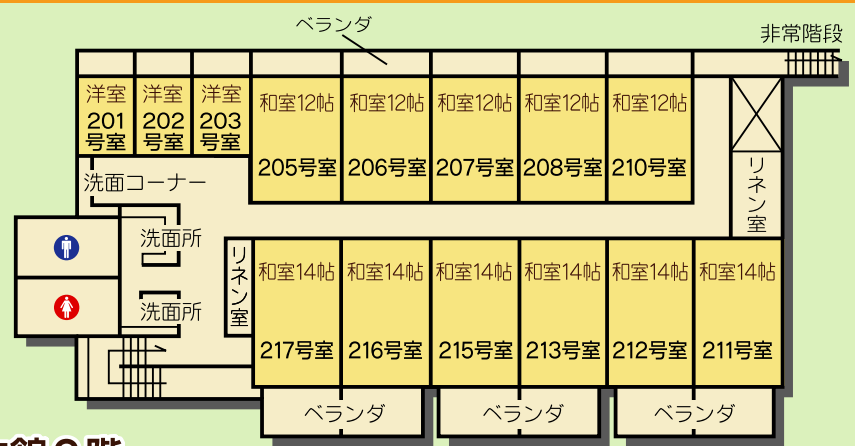 ベランダ
非常階段
洋室
201
号室
洋室
202
号室
洋室
203
号室
和室12帖
205号室
和室12帖
206号室
和室12帖
207号室
和室12帖
208号室
和室12帖
210号室
リネン室
洗面コーナー
洗面所
洗面所
リネン室
和室14帖
217号室
和室14帖
216号室
和室14帖
215号室
和室14帖
213号室
和室14帖
212号室
和室14帖
211号室
ベランダ
ベランダ
ベランダ